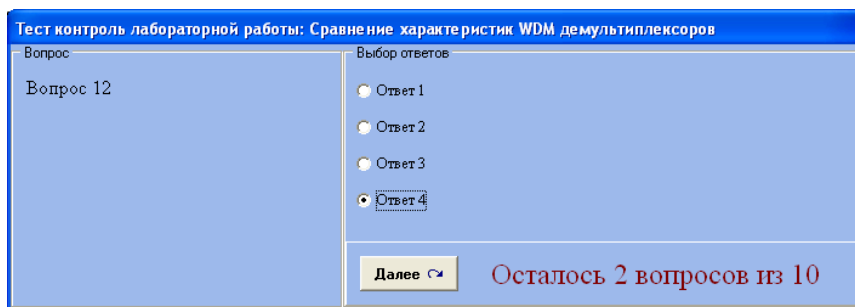 Тест контроль лабораторной работы: Сравнение характеристик WDM демультиплексоров
Вопрос
Вопрос 12
Выбор ответов
Ответ 1
Ответ 2
Ответ 3
Ответ 4
Далее
Осталось 2 вопросов из 10